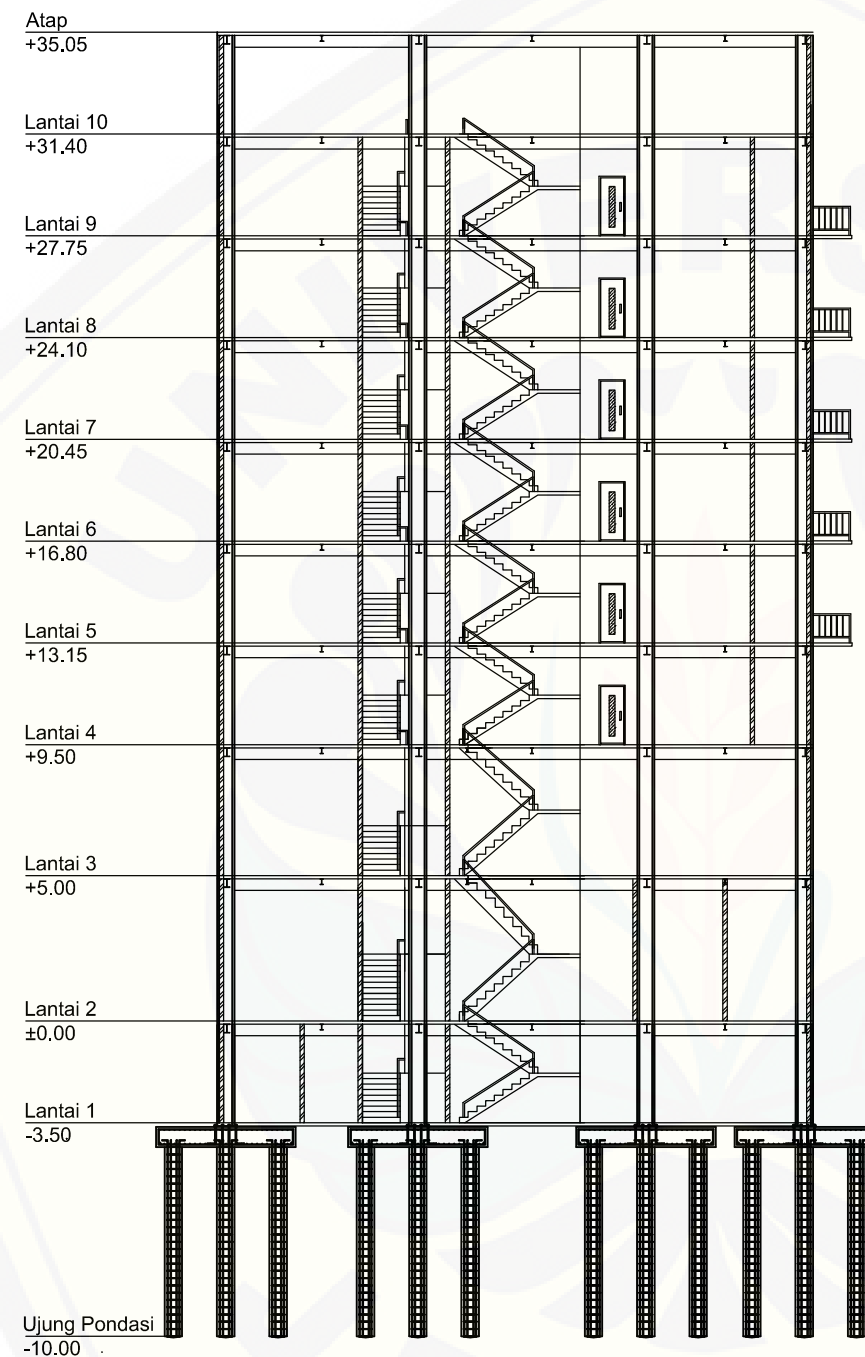 Atap
+35.05
Lantai 10
+31.40
Lantai 9
+27.75
Lantai 8
+24.10
Lantai 7
+20.45
Lantai 6
+16.80
Lantai 5
+13.15
Lantai 4
+9.50
Lantai 3
+5.00
Lantai 2
±0.00
Lantai 1
-3.50
Ujung Pondasi
-10.00
UNIVERS